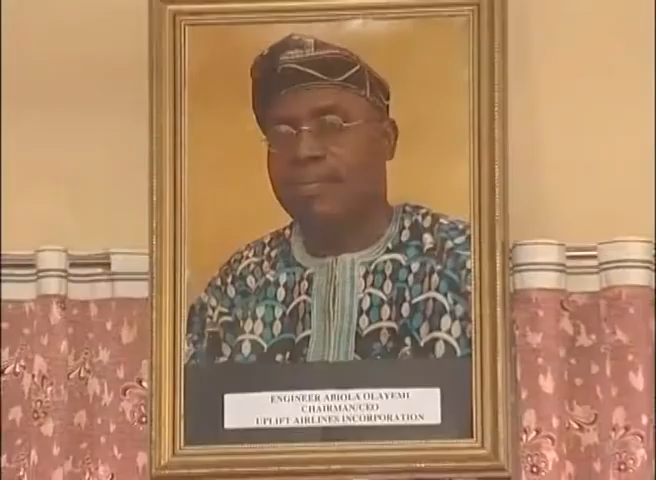 ENGINEER ABIOLA OLAYEMI
CHAIRMAN/CEO
UPLIFT AIRLINES INCORPORATION